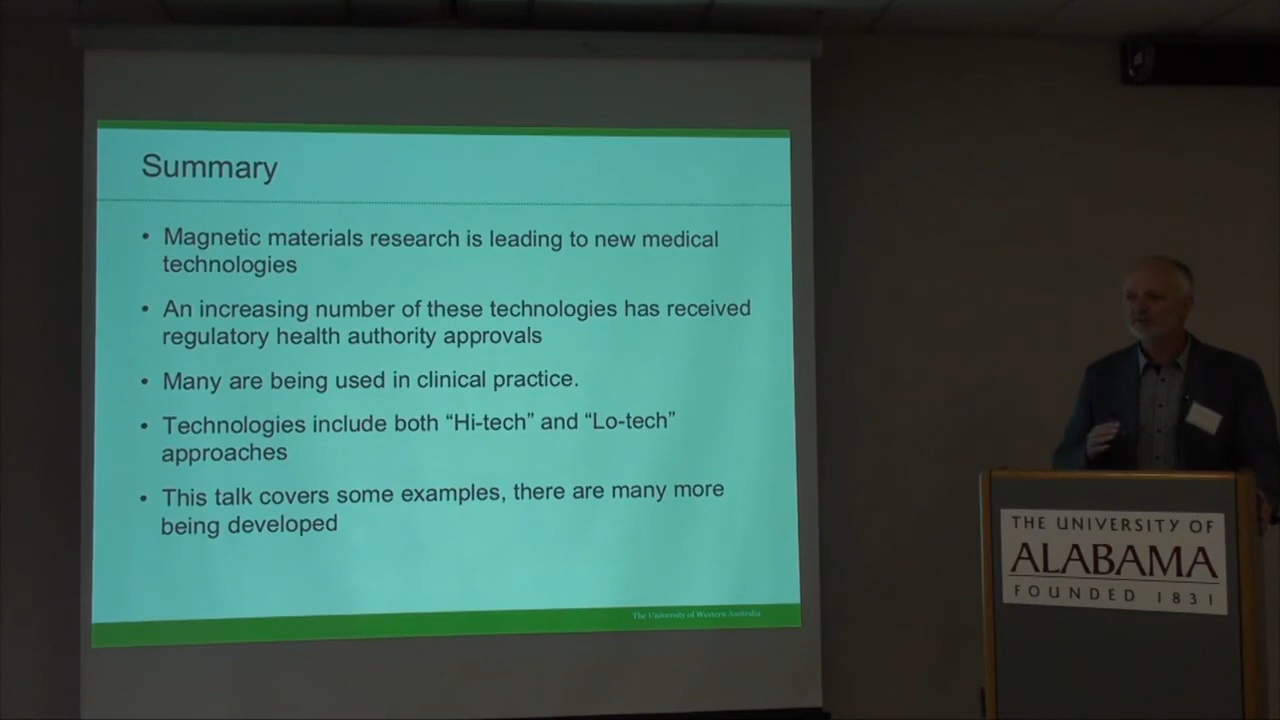 Summary
• Magnetic materials research is leading to new medical
technologies
• An increasing number of these technologies has received
regulatory health authority approvals
• Many are being used in clinical practice.
• Technologies include both “Hi-tech” and “Lo-tech”
approaches
• This talk covers some examples, there are many more
being developed
The University of Western Australia
THE UNIVERSITY OF
ALABAMA
FOUNDED 1831